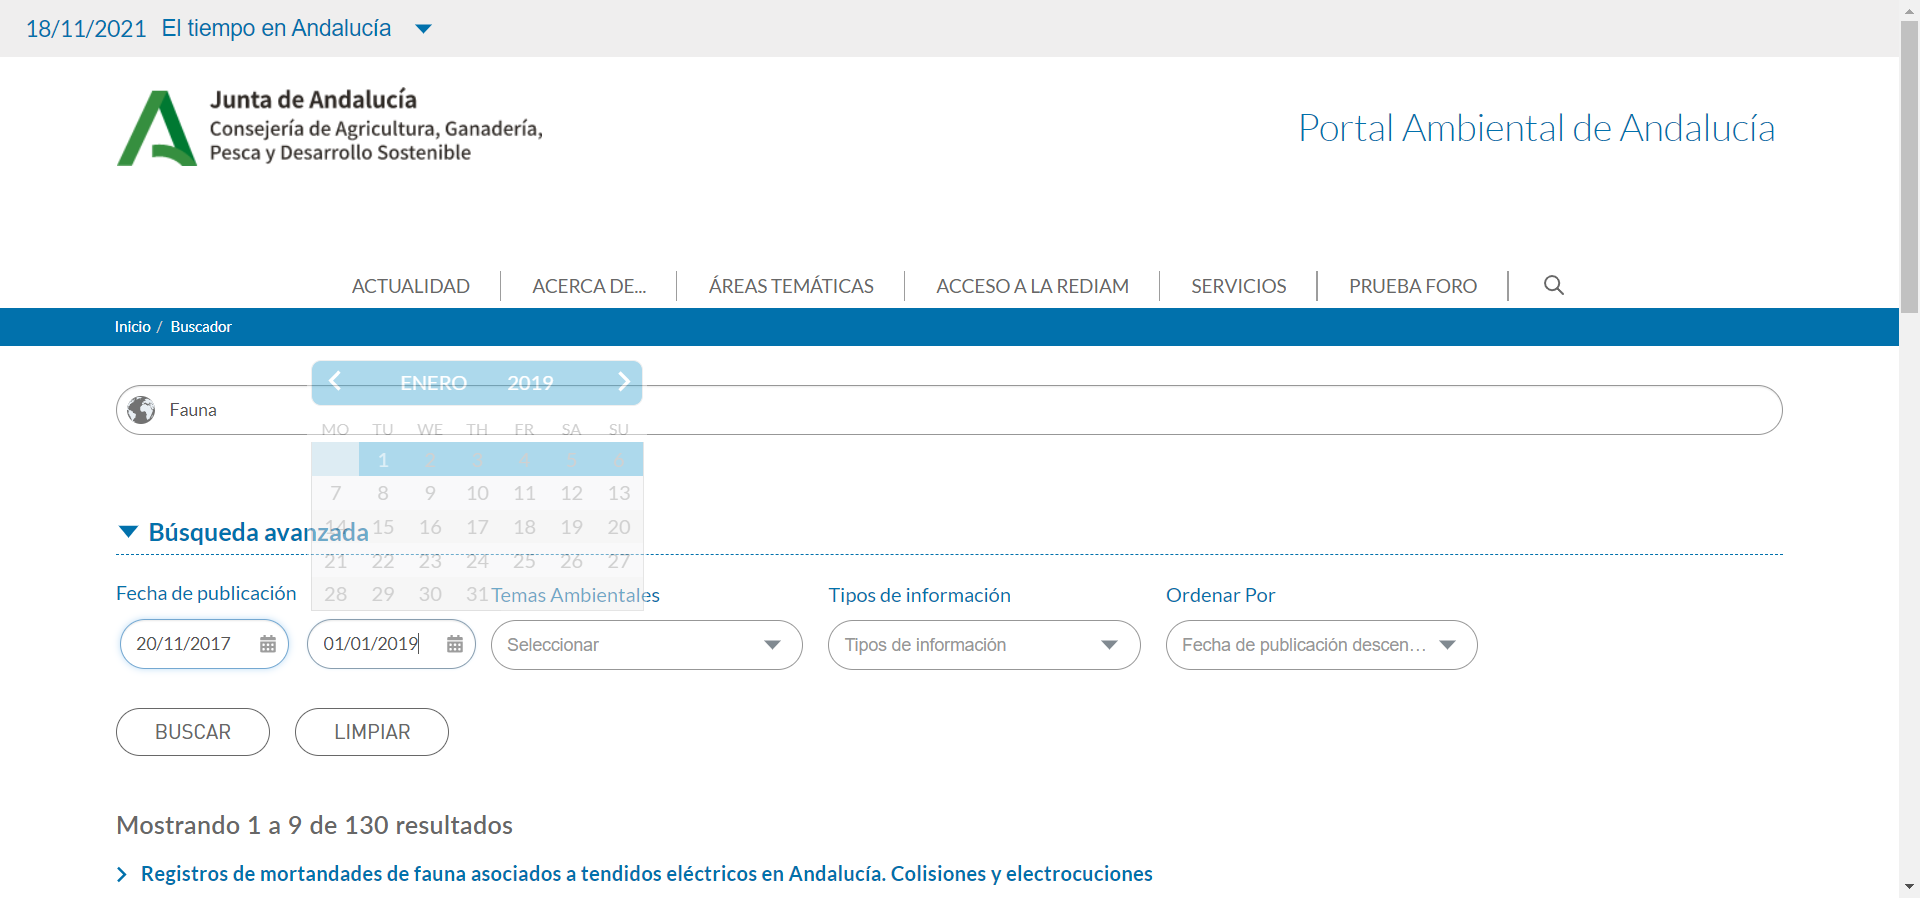 18/11/2021 El tiempo en Andalucía
Junta de Andalucía
Consejería de Agricultura, Ganadería,
Pesca y Desarrollo Sostenible
Portal Ambiental de Andalucía
ACTUALIDAD ACERCA DE... ÁREAS TEMÁTICAS ACCESO A LA REDIAM SERVICIOS PRUEBA FORO
Inicio / Buscador
ENERO 2019
Fauna
MO TU WE TH FR SA SU
1 2 3 4 5 6
7 8 9 10 11 12 13
14 15 16 17 18 19 20
Búsqueda avanzada
21 22 23 24 25 26 27
28 29 30 31
Fecha de publicación Temas Ambientales Tipos de información Ordenar Por
20/11/2017 01/01/2019 Seleccionar Tipos de información Fecha de publicación descen...
BUSCAR LIMPIAR
Mostrando 1 a 9 de 130 resultados
Registros de mortandades de fauna asociados a tendidos eléctricos en Andalucía. Colisiones y electrocuciones